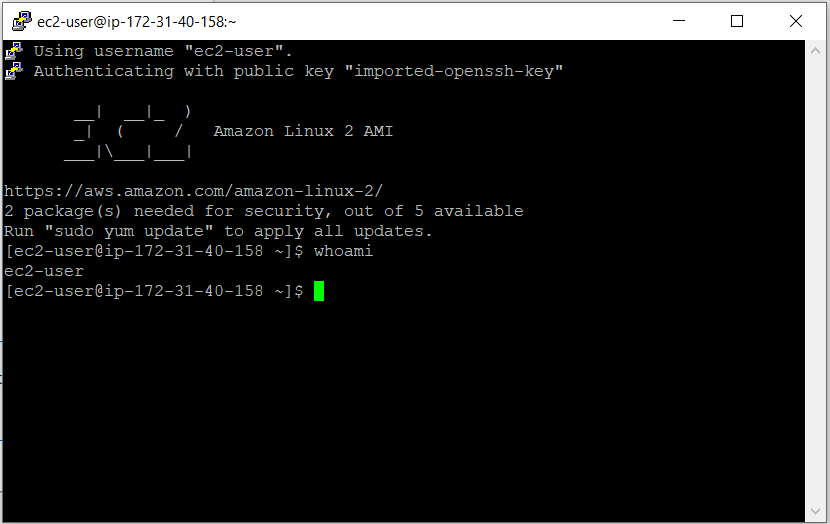 ec2-user@ip-172-31-40-158:~
Using username "ec2-user".
Authenticating with public key "imported-openssh-key"
__|  __|_  )
_|  (     /   Amazon Linux 2 AMI
___|\___|___|
https://aws.amazon.com/amazon-linux-2/
2 package(s) needed for security, out of 5 available
Run "sudo yum update" to apply all updates.
[ec2-user@ip-172-31-40-158 ~]$ whoami
ec2-user
[ec2-user@ip-172-31-40-158 ~]$